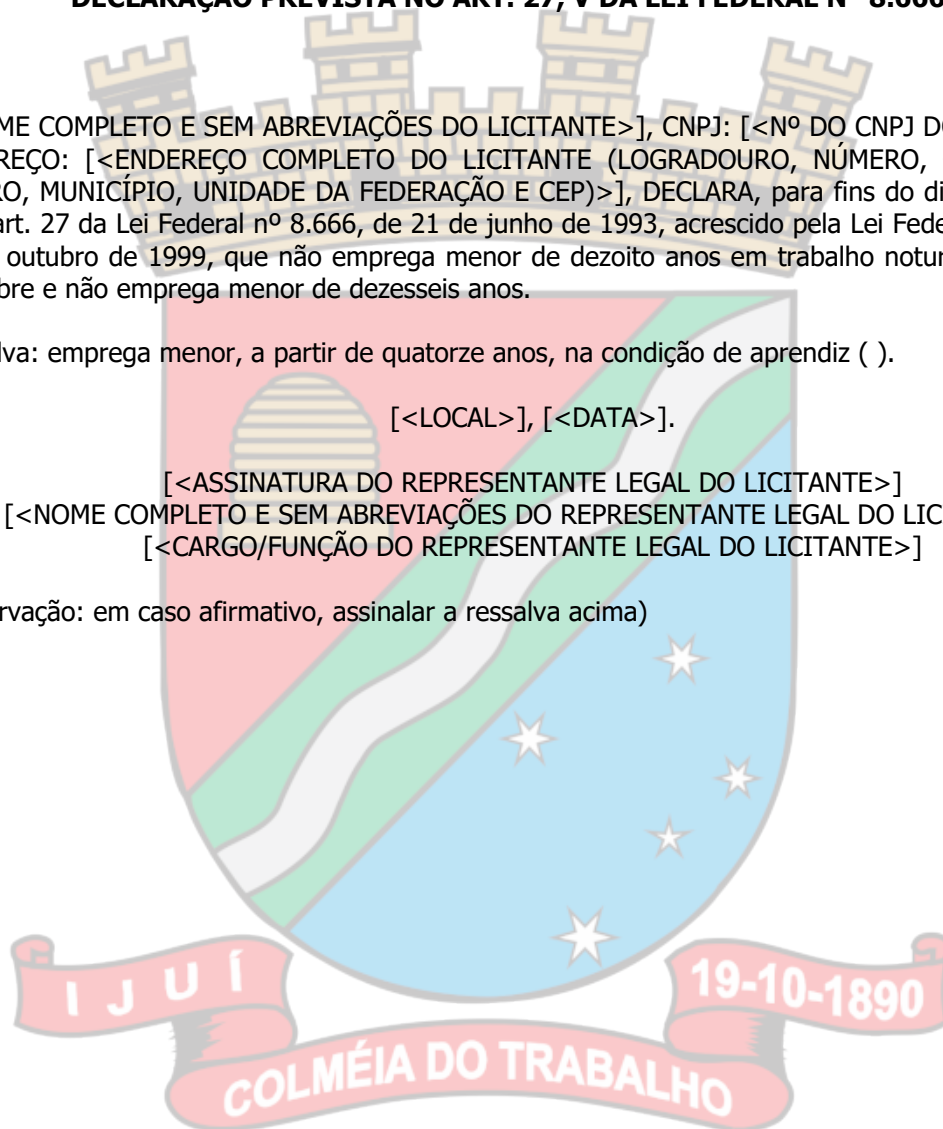 DECLARAÇÃO PREVISTA NO ART. 27, V DA LEI FEDERAL Nº 8.666
ME COMPLETO E SEM ABREVIAÇÕES DO LICITANTE>], CNPJ: [<Nº DO CNPJ DO
REÇO: [<ENDEREÇO COMPLETO DO LICITANTE (LOGRADOURO, NÚMERO,
RO, MUNICÍPIO, UNIDADE DA FEDERAÇÃO E CEP)>], DECLARA, para fins do di
art. 27 da Lei Federal nº 8.666, de 21 de junho de 1993, acrescido pela Lei Fede
outubro de 1999, que não emprega menor de dezoito anos em trabalho notur
bre e não emprega menor de dezesseis anos.
lva: emprega menor, a partir de quatorze anos, na condição de aprendiz ( ).
[<LOCAL>], [<DATA>].
[<ASSINATURA DO REPRESENTANTE LEGAL DO LICITANTE>]
[<NOME COMPLETO E SEM ABREVIAÇÕES DO REPRESENTANTE LEGAL DO LIC
[<CARGO/FUNÇÃO DO REPRESENTANTE LEGAL DO LICITANTE>]
rvação: em caso afirmativo, assinalar a ressalva acima)
IJUÍ
19-10-1890
COLMÉIA DO TRABALHO